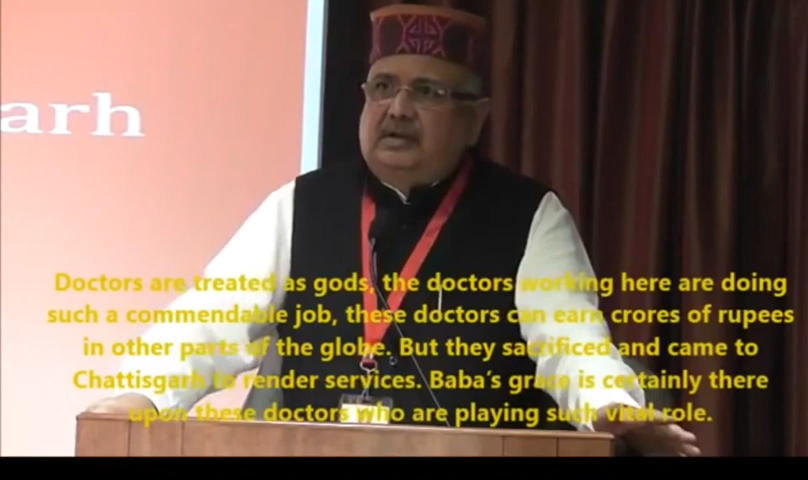 arh
Doctors are treated as gods, the doctors working here are doing
such a commendable job, these doctors can earn crores of rupees
in other parts of the globe. But they sacrificed and came to
Chattisgarh to render services. Baba's grace is certainly there
upon these doctors who are playing such vital role.